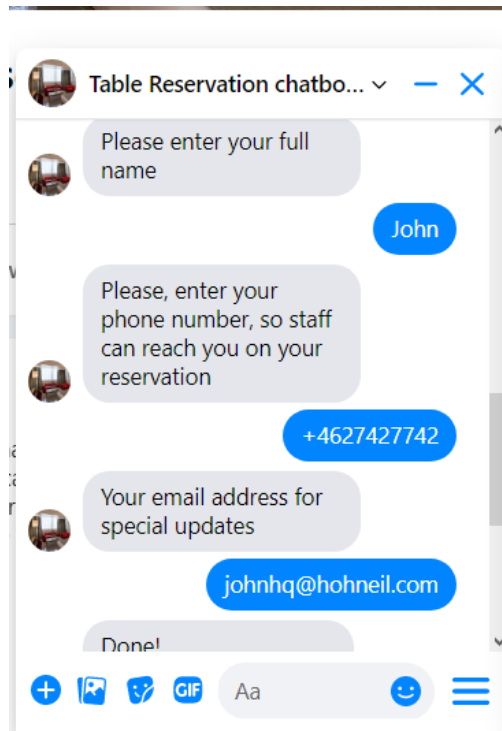 Table Reservation chatbo...
Please enter your full
name
John
Please, enter your
phone number, so staff
can reach you on your
reservation
+4627427742
Your email address for
special updates
johnhq@hohneil.com
Done!
GIF
Aa